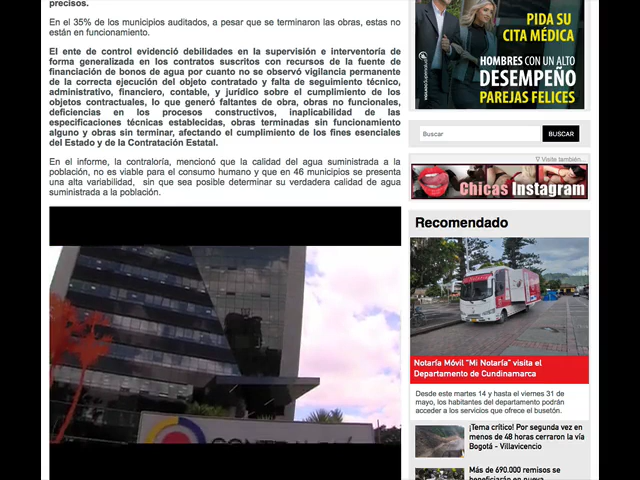 precisos.
En el 35% de los municipios auditados, a pesar que se terminaron las obras, estas no
están en funcionamiento.
El ente de control evidenció debilidades en la supervisión e interventoría de
forma generalizada en los contratos suscritos con recursos de la fuente de
financiación de bonos de agua por cuanto no se observó vigilancia permanente
de la correcta ejecución del objeto contratado y falta de seguimiento técnico,
administrativo, financiero, contable, y jurídico sobre el cumplimiento de los
objetos contractuales, lo que generó faltantes de obra, obras no funcionales,
deficiencias en los procesos constructivos, inaplicabilidad de las
especificaciones técnicas establecidas, obras terminadas sin funcionamiento
alguno y obras sin terminar, afectando el cumplimiento de los fines esenciales
del Estado y de la Contratación Estatal.
En el informe, la contraloría, mencionó que la calidad del agua suministrada a la
población, no es viable para el consumo humano y que en 46 municipios se presenta
una alta variabilidad, sin que sea posible determinar su verdadera calidad de agua
suministrada a la población.
PIDA SU
CITA MÉDICA
HOMBRES CON UN ALTO
DESEMPEÑO
PAREJAS FELICES
Buscar
BUSCAR
∇ Visite también...
Chicas Instagram
Recomendado
Notaría Móvil "Mi Notaría" visita el
Departamento de Cundinamarca
Desde este martes 14 y hasta el viernes 31 de
mayo, los habitantes del departamento podrán
acceder a los servicios que ofrece el busetón.
¡Tema crítico! Por segunda vez en
menos de 48 horas cerraron la vía
Bogotá - Villavicencio
Más de 690.000 remisos se
beneficiarán en nueva